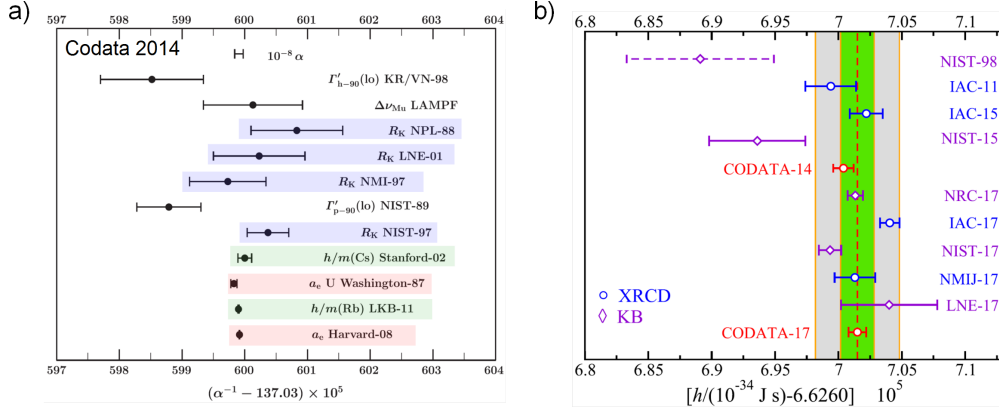 a)
597 598 599 600 601 602 603 604
Codata 2014
10⁻⁸ α
Γ′h−90(lo) KR/VN-98
ΔνMu LAMPF
RK NPL-88
RK LNE-01
RK NMI-97
Γ′p−90(lo) NIST-89
RK NIST-97
h/m(Cs) Stanford-02
ae U Washington-87
h/m(Rb) LKB-11
ae Harvard-08
597 598 599 600 601 602 603 604
(α⁻¹ − 137.03) × 10⁵
b)
6.8 6.85 6.9 6.95 7 7.05 7.1
NIST-98
IAC-11
IAC-15
NIST-15
CODATA-14
NRC-17
IAC-17
NIST-17
NMIJ-17
LNE-17
CODATA-17
XRCD
KB
6.8 6.85 6.9 6.95 7 7.05 7.1
[h/(10⁻³⁴ J s)-6.6260] 10⁵